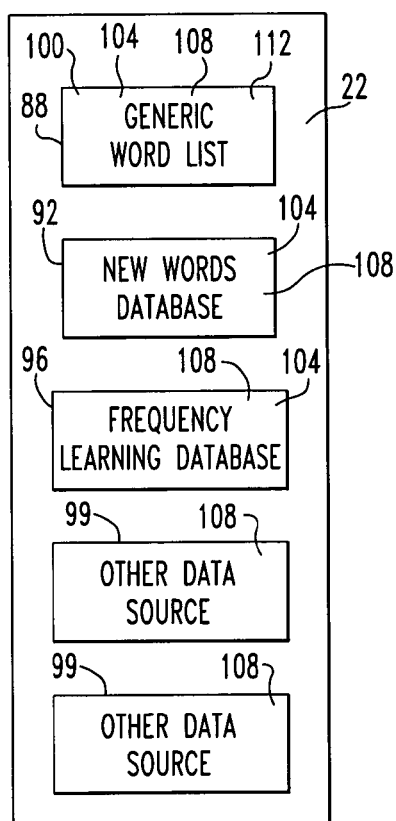 100 104 108 112
88 GENERIC 22
WORD LIST
92 104
NEW WORDS 108
DATABASE
96 108 104
FREQUENCY
LEARNING DATABASE
99 108
OTHER DATA
SOURCE
99 108
OTHER DATA
SOURCE